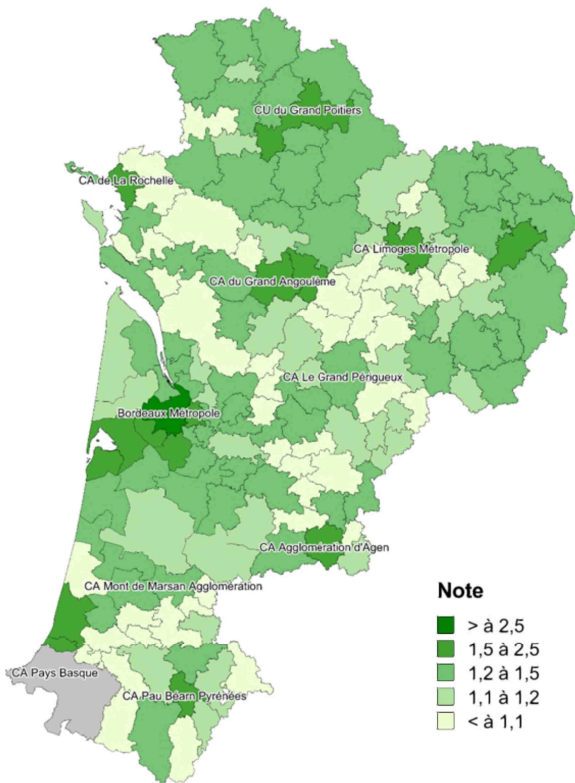 CU du Grand Poitiers
CA de La Rochelle
CA Limoges Métropole
CA du Grand Angoulême
CA Le Grand Périgueux
Bordeaux Métropole
CA Agglomération d'Agen
CA Mont de Marsan Agglomération
CA Pays Basque
CA Pau Béarn Pyrénées
Note
> à 2,5
1,5 à 2,5
1,2 à 1,5
1,1 à 1,2
< à 1,1